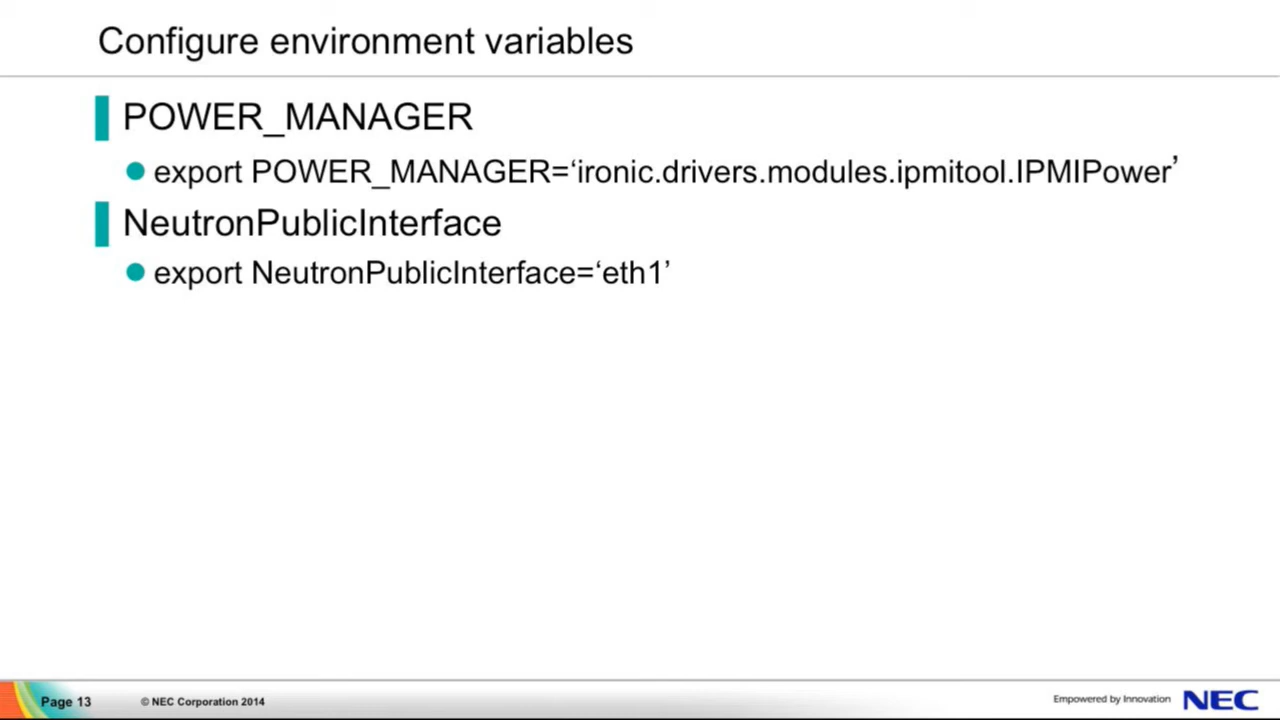 Configure environment variables
POWER_MANAGER
export POWER_MANAGER=‘ironic.drivers.modules.ipmitool.IPMIPower’
NeutronPublicInterface
export NeutronPublicInterface=‘eth1’
Page 13
© NEC Corporation 2014
Empowered by Innovation
NEC